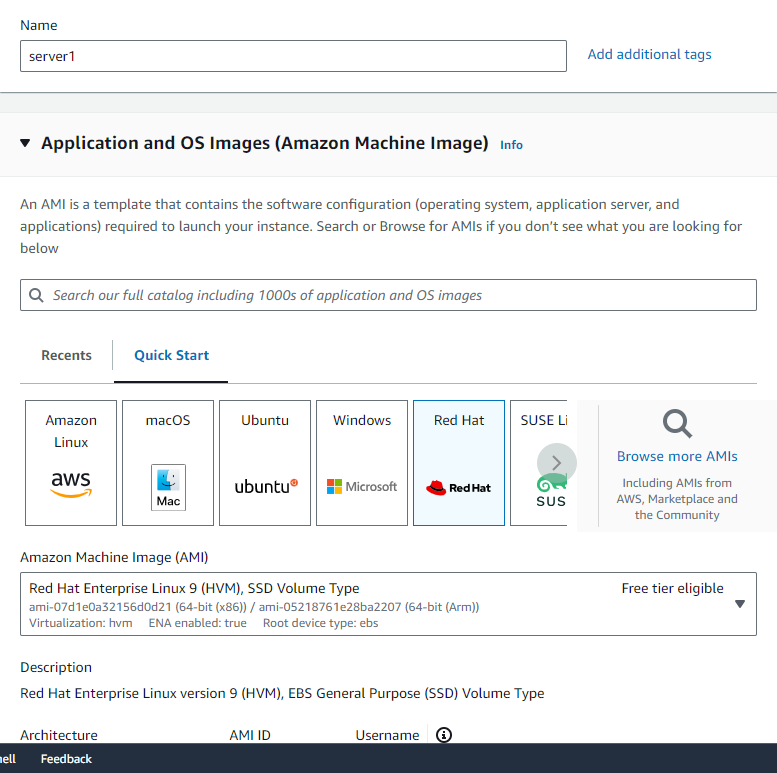 Name
server1
Add additional tags
Application and OS Images (Amazon Machine Image) Info
An AMI is a template that contains the software configuration (operating system, application server, and
applications) required to launch your instance. Search or Browse for AMIs if you don't see what you are looking for
below
Search our full catalog including 1000s of application and OS images
Recents
Quick Start
Amazon
Linux
aws
macOS
Mac
Ubuntu
ubuntu
Windows
Microsoft
Red Hat
Red Hat
SUSE Li
SUS
Browse more AMIs
Including AMIs from
AWS, Marketplace and
the Community
Amazon Machine Image (AMI)
Red Hat Enterprise Linux 9 (HVM), SSD Volume Type
Free tier eligible
ami-07d1e0a32156d0d21 (64-bit (x86)) / ami-05218761e28ba2207 (64-bit (Arm))
Virtualization: hvm ENA enabled: true Root device type: ebs
Description
Red Hat Enterprise Linux version 9 (HVM), EBS General Purpose (SSD) Volume Type
Architecture AMI ID Username
ell Feedback